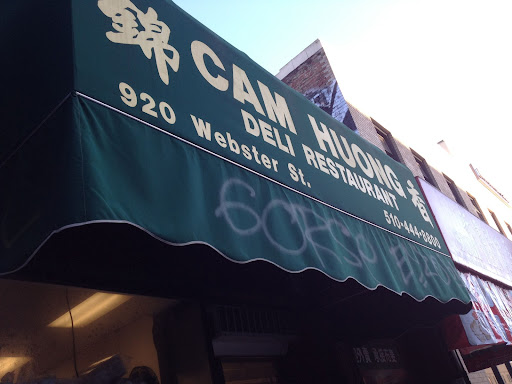 錦 CAM HUONG 香
DELI RESTAURANT
920 Webster St. 510-444-8800